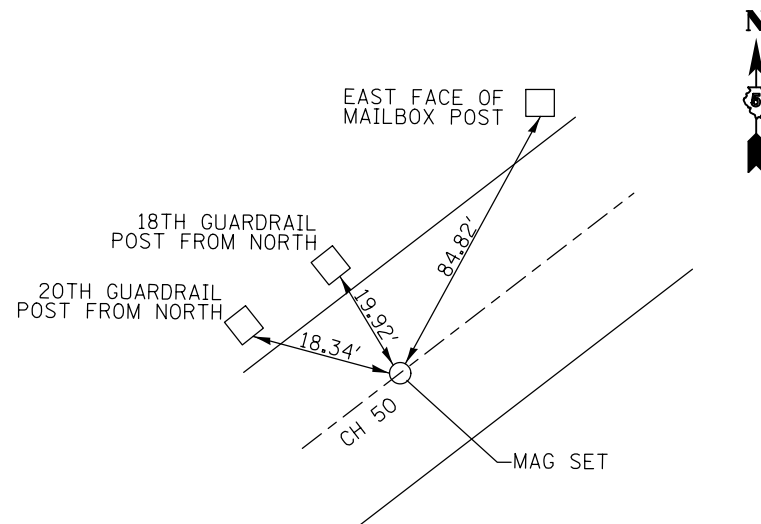 N
5
EAST FACE OF
MAILBOX POST
84.82'
18TH GUARDRAIL
POST FROM NORTH
19.92'
20TH GUARDRAIL
POST FROM NORTH
18.34'
CH 50
MAG SET